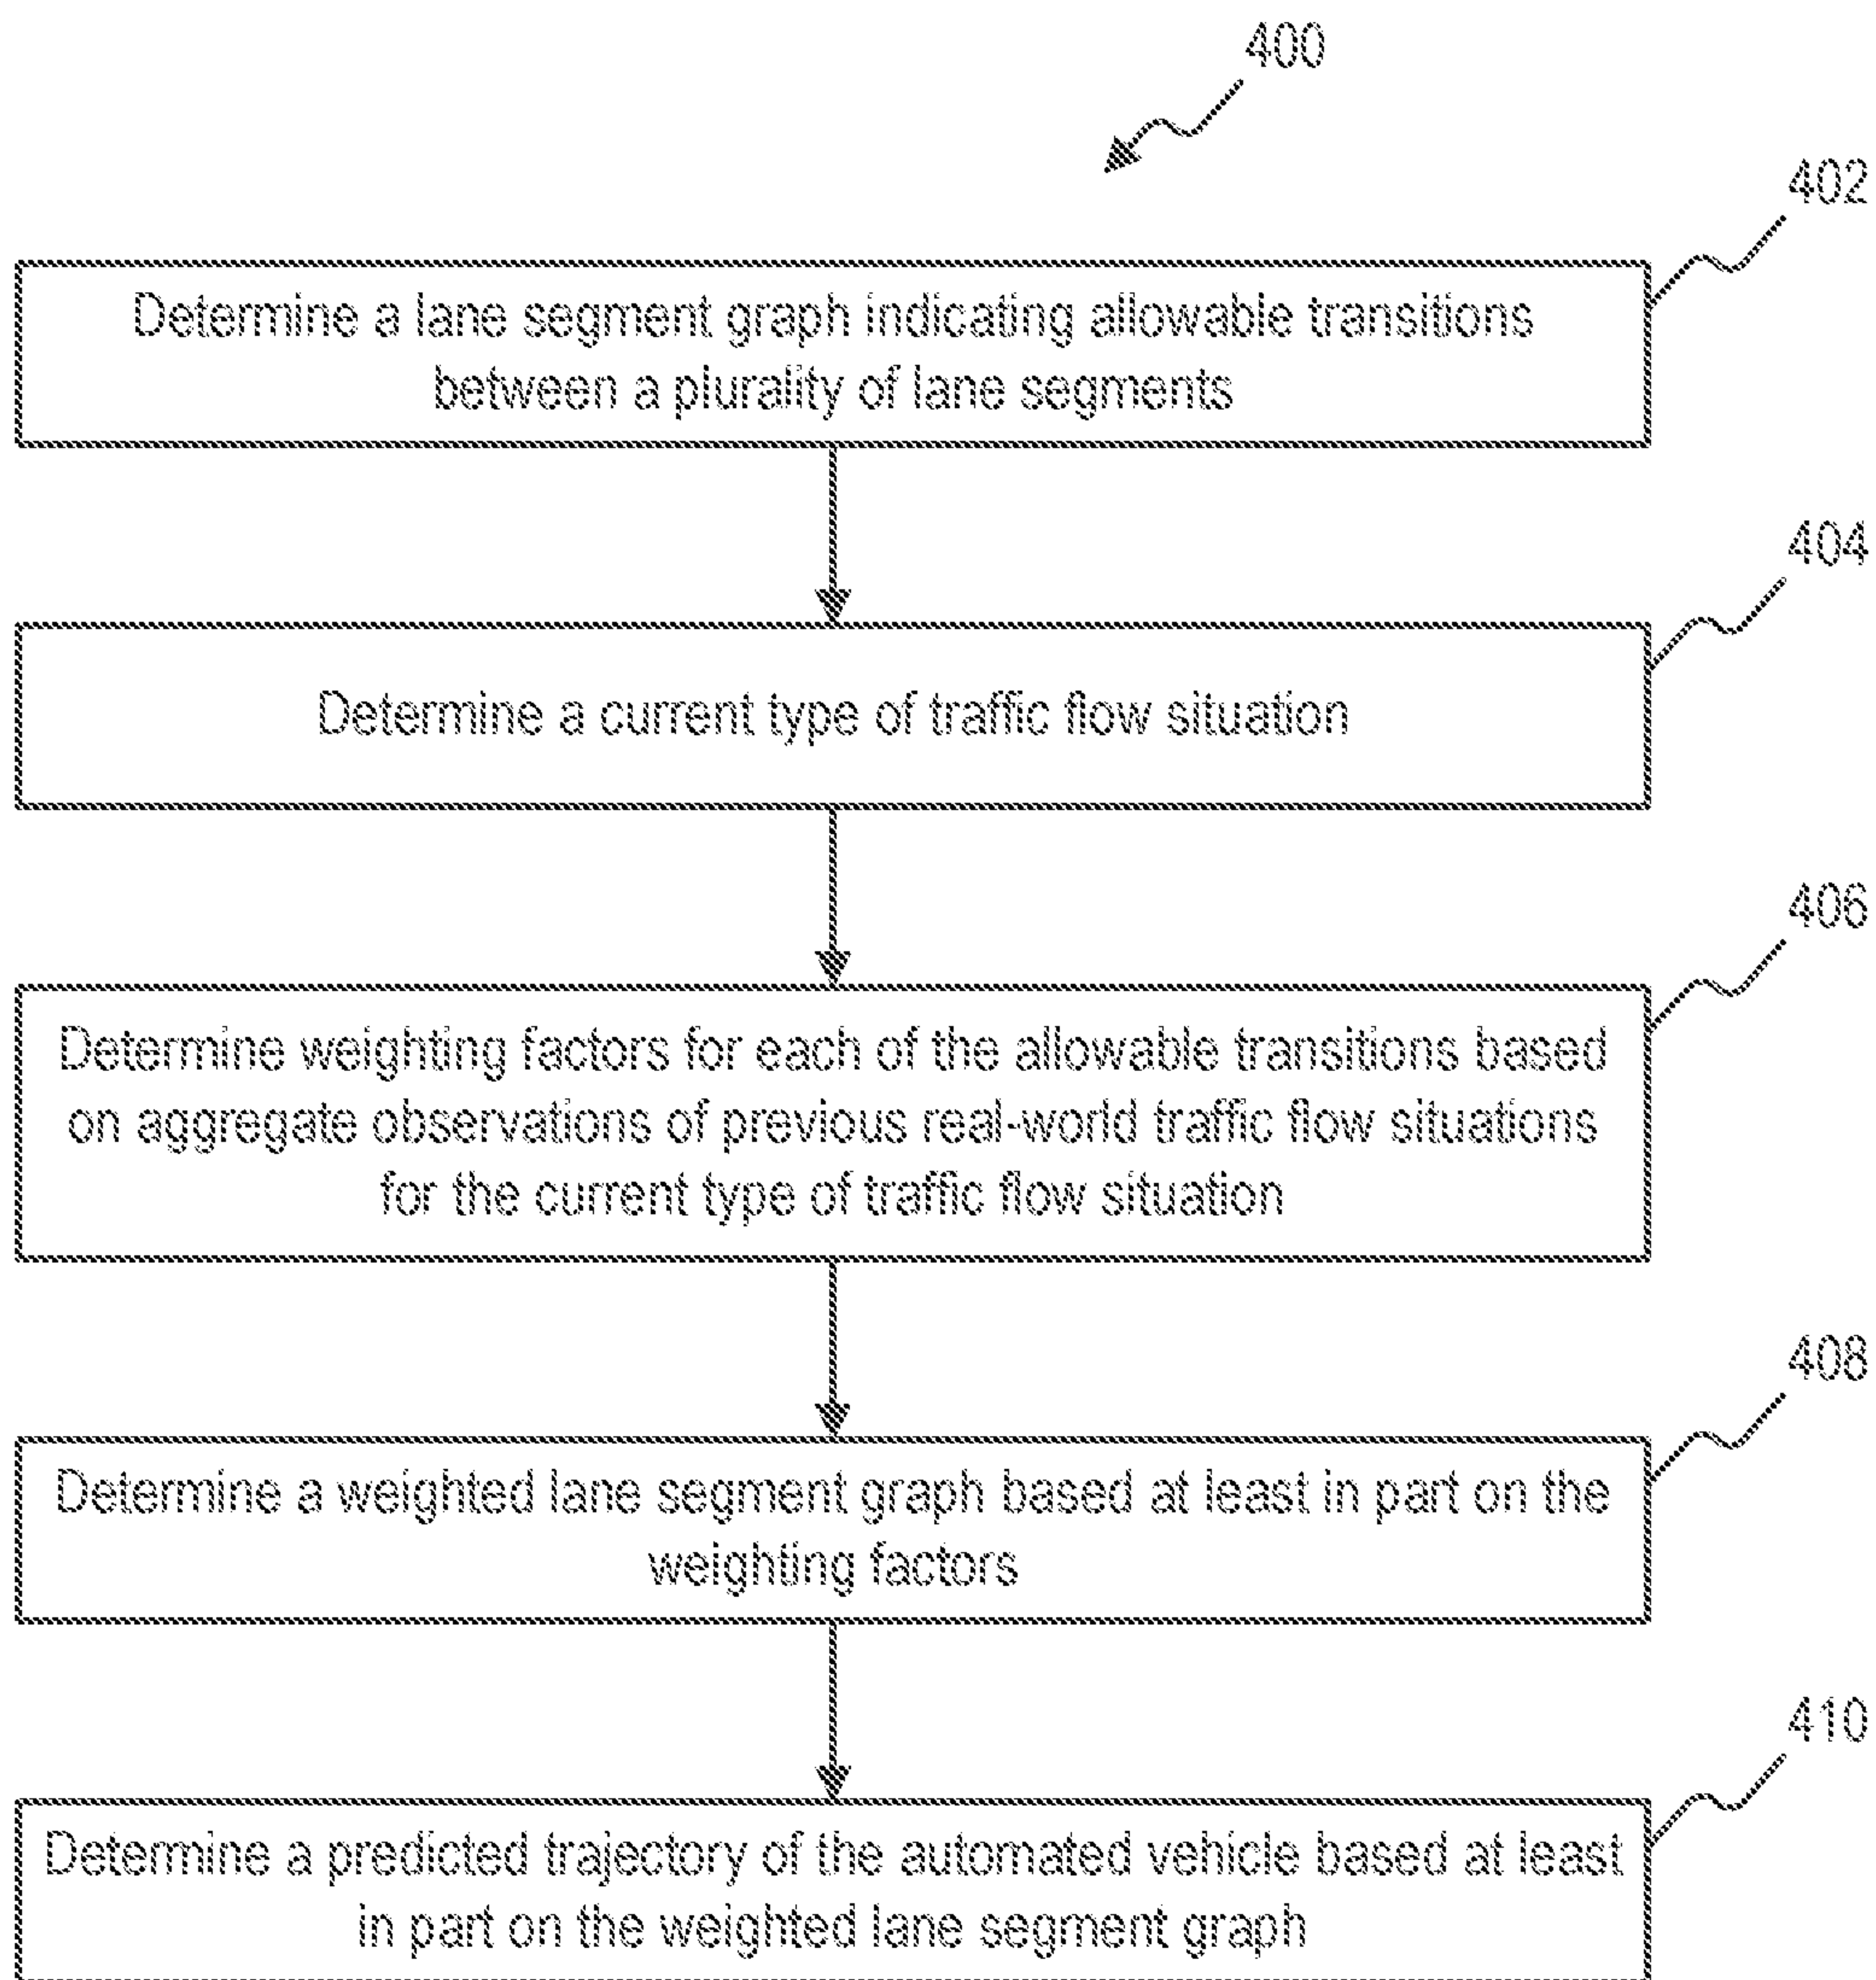 400
402
Determine a lane segment graph indicating allowable transitions
between a plurality of lane segments
404
Determine a current type of traffic flow situation
406
Determine weighting factors for each of the allowable transitions based
on aggregate observations of previous real-world traffic flow situations
for the current type of traffic flow situation
408
Determine a weighted lane segment graph based at least in part on the
weighting factors
410
Determine a predicted trajectory of the automated vehicle based at least
in part on the weighted lane segment graph